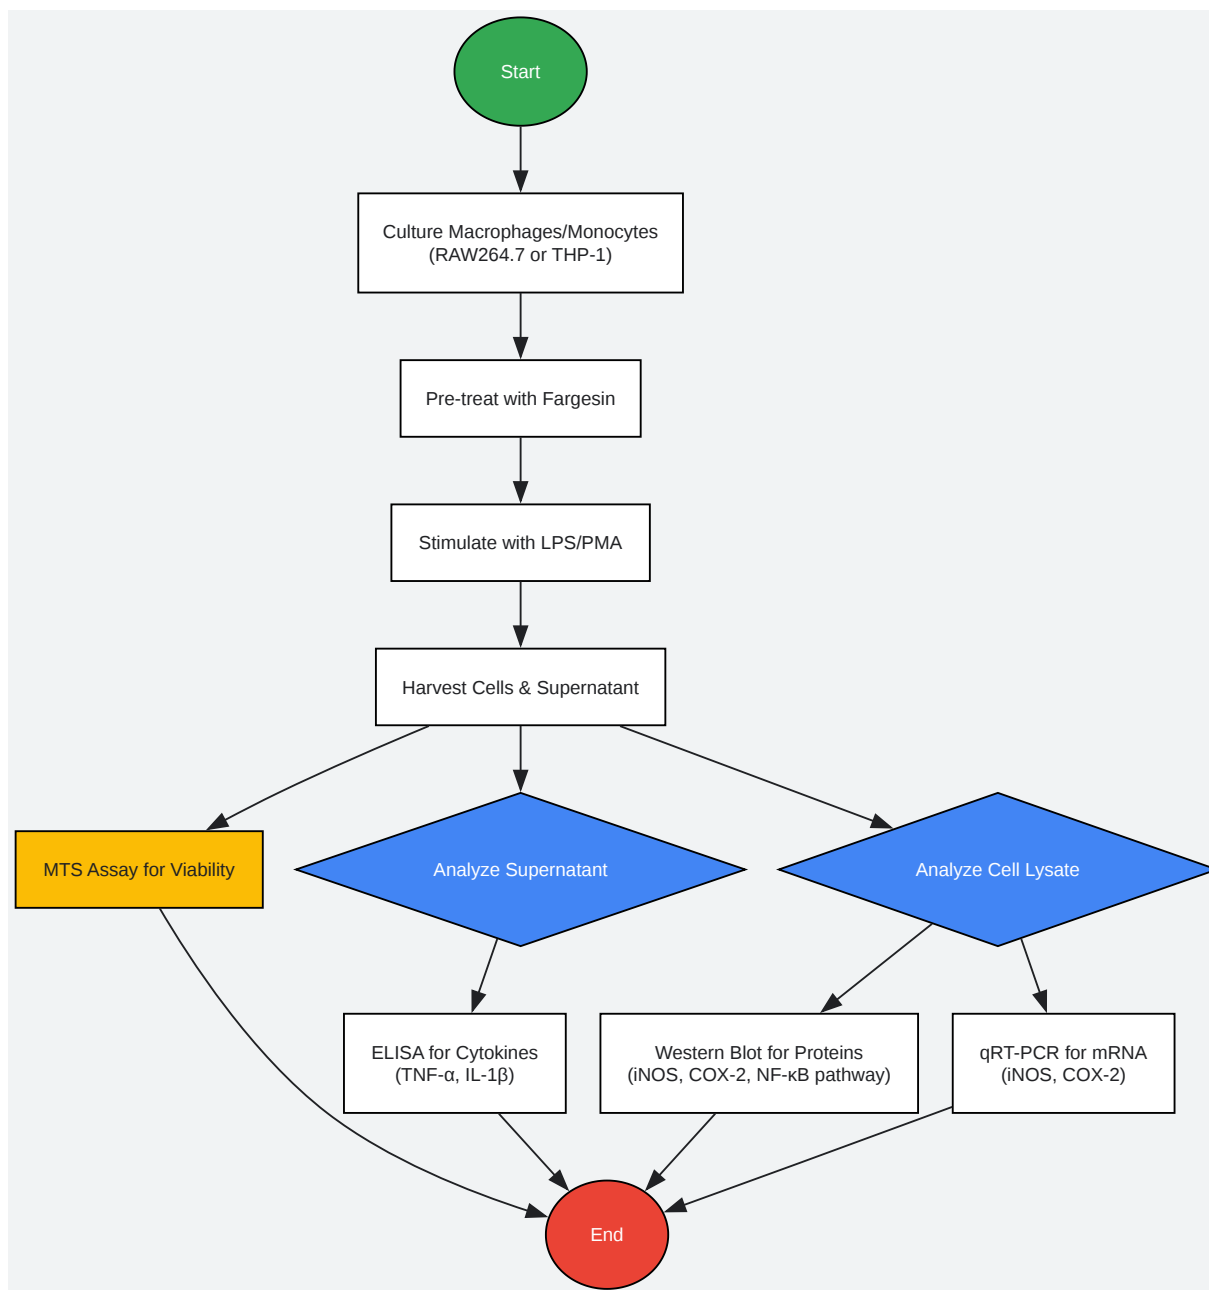 Start
Culture Macrophages/Monocytes
(RAW264.7 or THP-1)
Pre-treat with Fargesin
Stimulate with LPS/PMA
Harvest Cells & Supernatant
MTS Assay for Viability
Analyze Supernatant
Analyze Cell Lysate
ELISA for Cytokines
(TNF-α, IL-1β)
Western Blot for Proteins
(iNOS, COX-2, NF-κB pathway)
qRT-PCR for mRNA
(iNOS, COX-2)
End